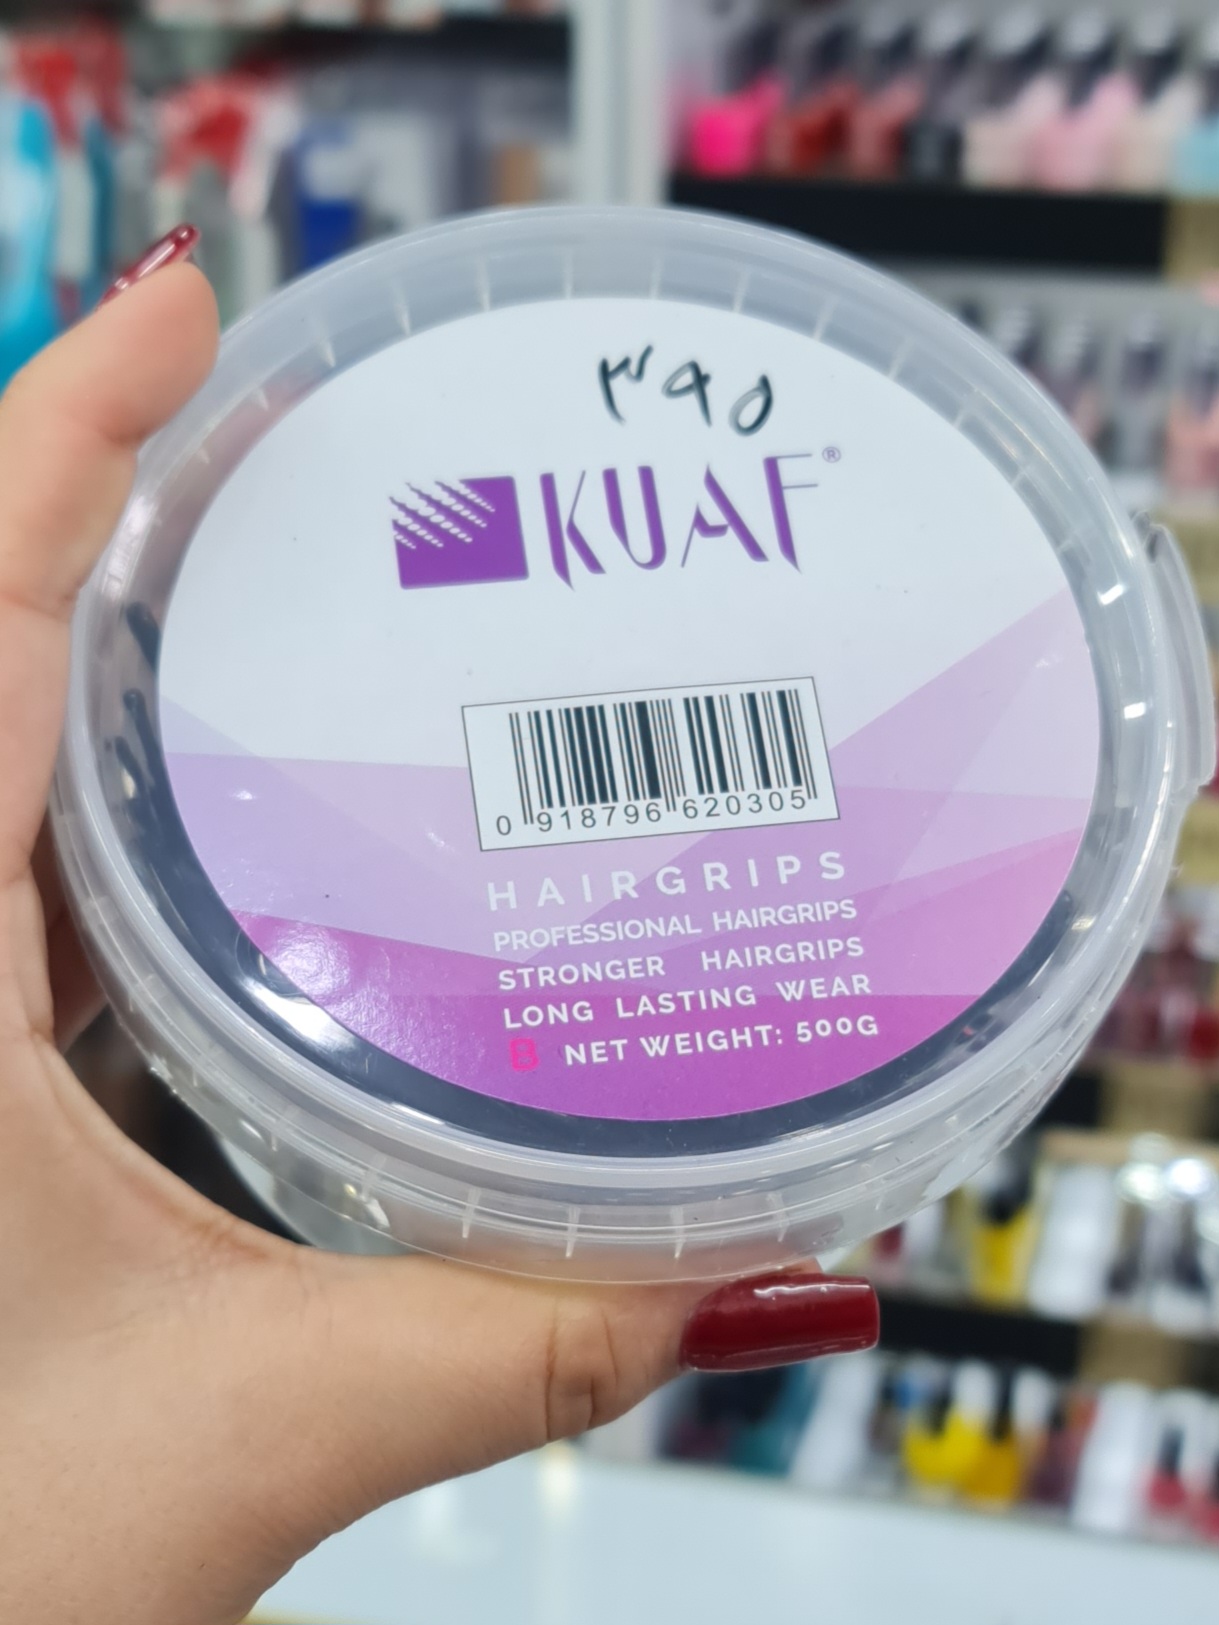 ۳۹۵
KUAF®
0 918796 620305
HAIRGRIPS
PROFESSIONAL HAIRGRIPS
STRONGER HAIRGRIPS
LONG LASTING WEAR
B NET WEIGHT: 500G